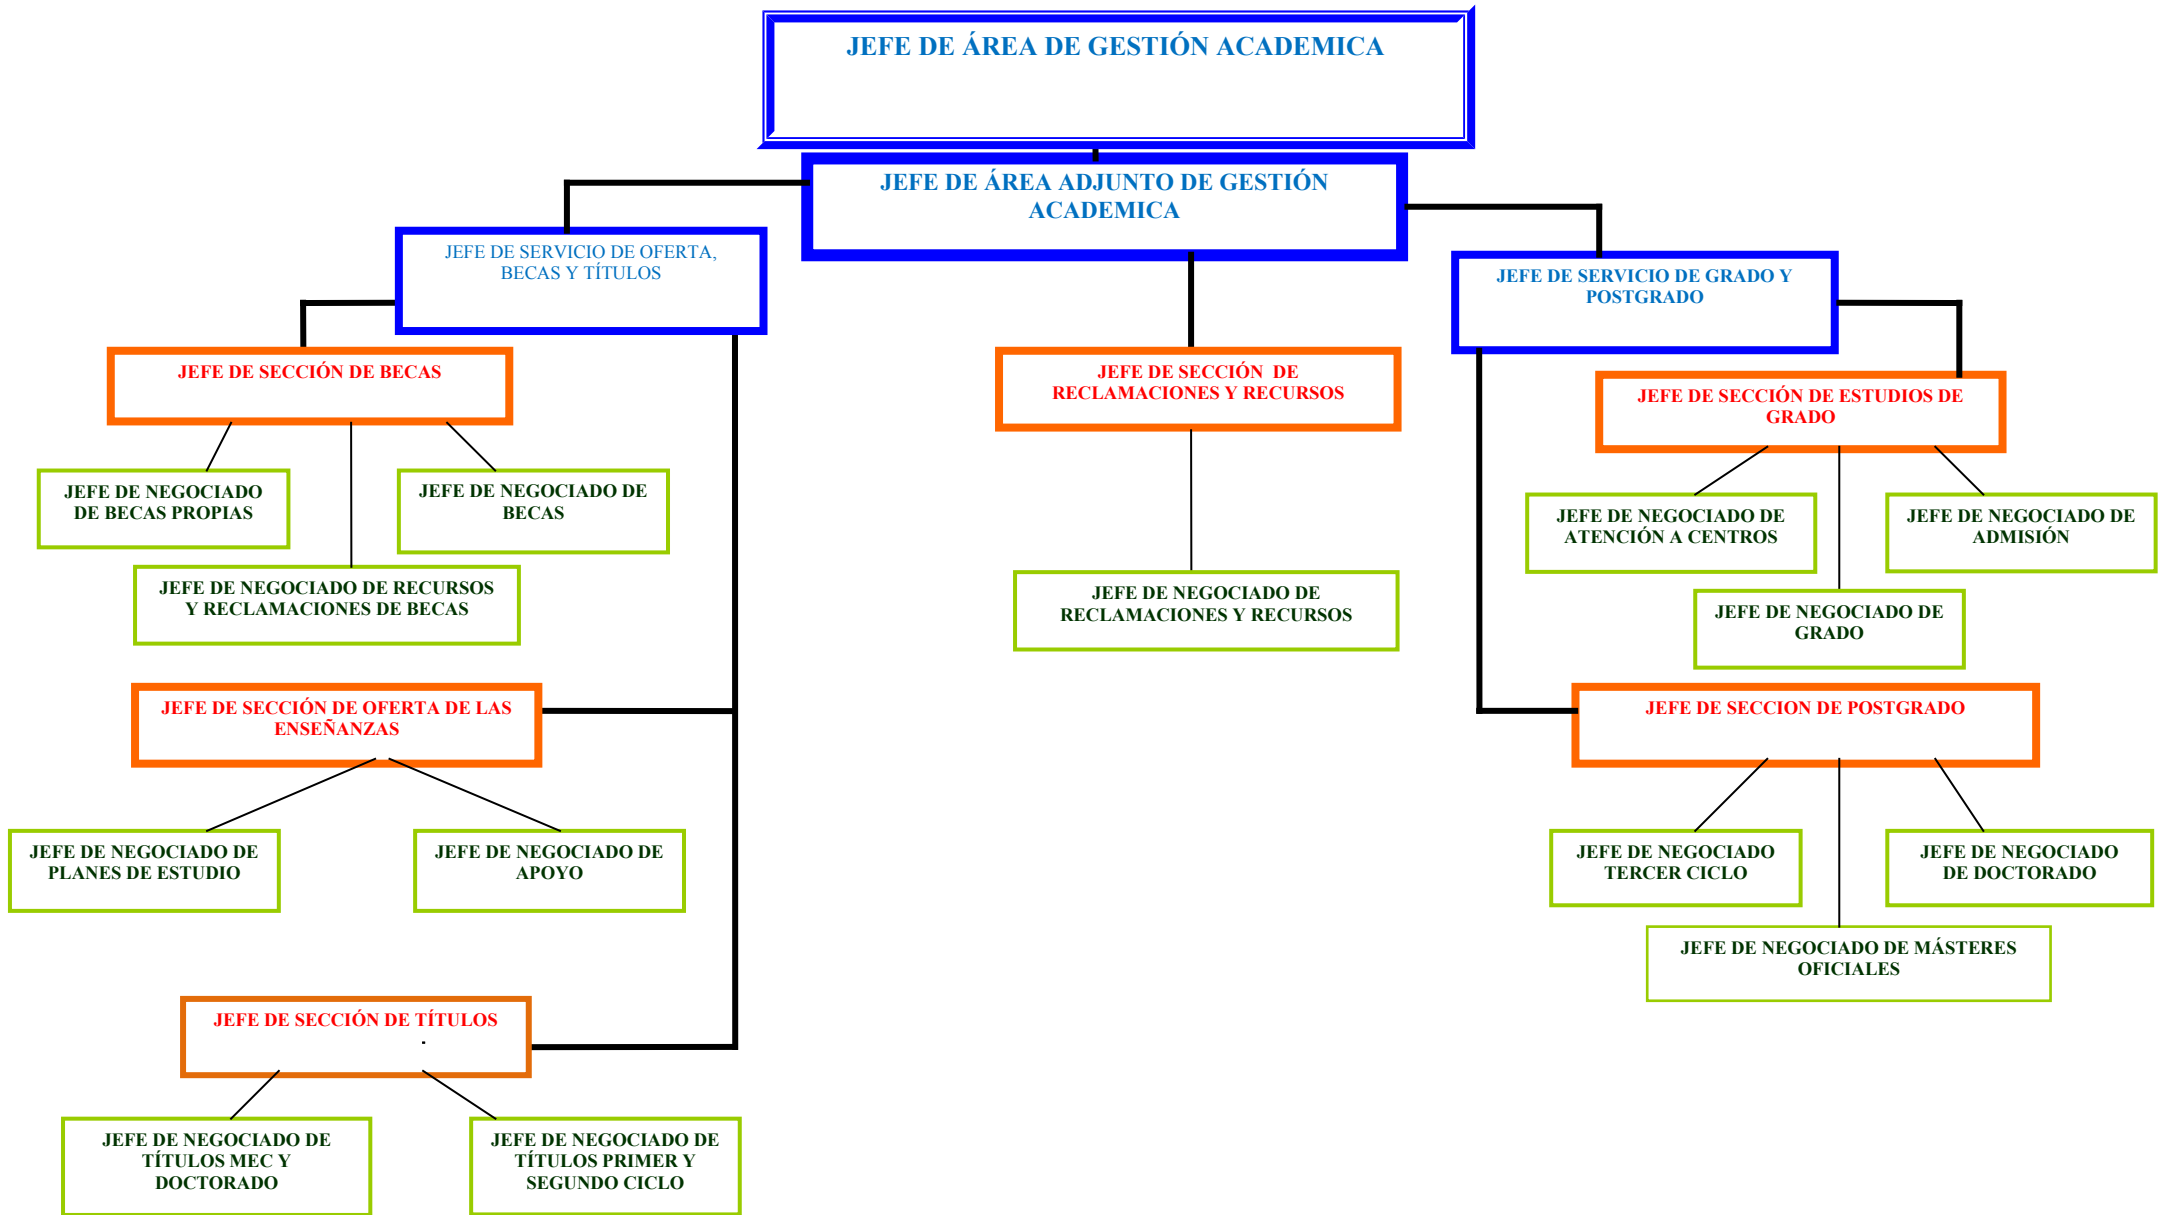 JEFE DE ÁREA DE GESTIÓN ACADEMICA
JEFE DE ÁREA ADJUNTO DE GESTIÓN
ACADEMICA
JEFE DE SERVICIO DE OFERTA,
BECAS Y TÍTULOS
JEFE DE SERVICIO DE GRADO Y
POSTGRADO
JEFE DE SECCIÓN DE BECAS
JEFE DE SECCIÓN DE
RECLAMACIONES Y RECURSOS
JEFE DE SECCIÓN DE ESTUDIOS DE
GRADO
JEFE DE NEGOCIADO
DE BECAS PROPIAS
JEFE DE NEGOCIADO DE
BECAS
JEFE DE NEGOCIADO DE
ATENCIÓN A CENTROS
JEFE DE NEGOCIADO DE
ADMISIÓN
JEFE DE NEGOCIADO DE RECURSOS
Y RECLAMACIONES DE BECAS
JEFE DE NEGOCIADO DE
RECLAMACIONES Y RECURSOS
JEFE DE NEGOCIADO DE
GRADO
JEFE DE SECCIÓN DE OFERTA DE LAS
ENSEÑANZAS
JEFE DE SECCION DE POSTGRADO
JEFE DE NEGOCIADO DE
PLANES DE ESTUDIO
JEFE DE NEGOCIADO DE
APOYO
JEFE DE NEGOCIADO
TERCER CICLO
JEFE DE NEGOCIADO
DE DOCTORADO
JEFE DE NEGOCIADO DE MÁSTERES
OFICIALES
JEFE DE SECCIÓN DE TÍTULOS
.
JEFE DE NEGOCIADO DE
TÍTULOS MEC Y
DOCTORADO
JEFE DE NEGOCIADO DE
TÍTULOS PRIMER Y
SEGUNDO CICLO